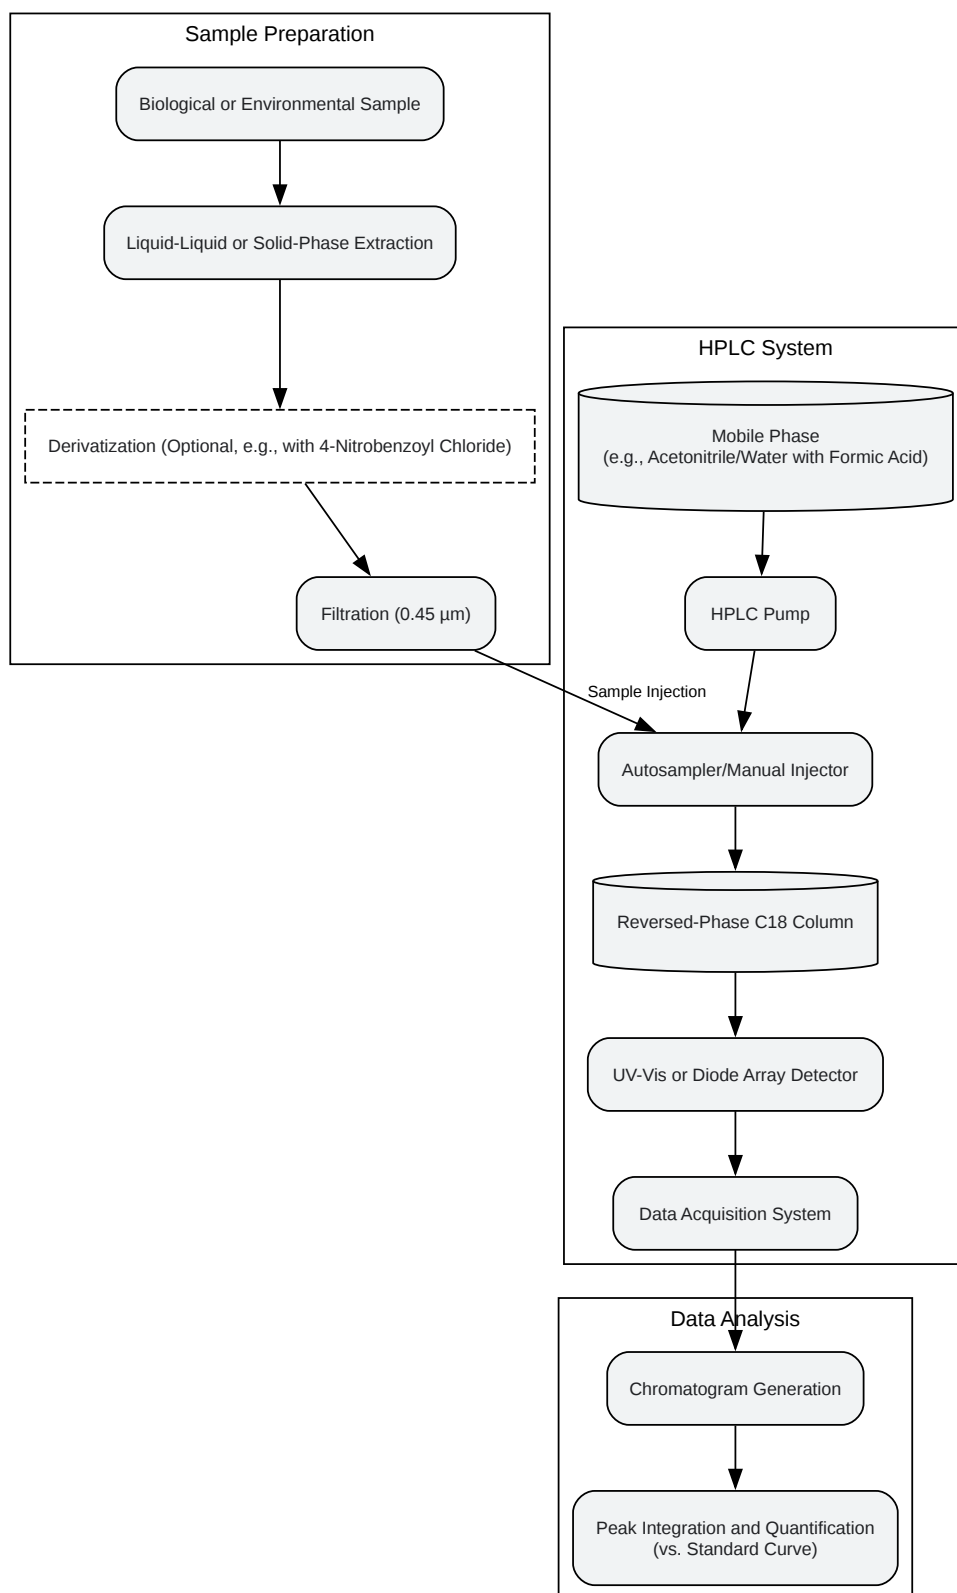 Sample Preparation
Biological or Environmental Sample
Liquid-Liquid or Solid-Phase Extraction
Derivatization (Optional, e.g., with 4-Nitrobenzoyl Chloride)
Filtration (0.45 µm)
HPLC System
Mobile Phase
(e.g., Acetonitrile/Water with Formic Acid)
HPLC Pump
Sample Injection
Autosampler/Manual Injector
Reversed-Phase C18 Column
UV-Vis or Diode Array Detector
Data Acquisition System
Data Analysis
Chromatogram Generation
Peak Integration and Quantification
(vs. Standard Curve)